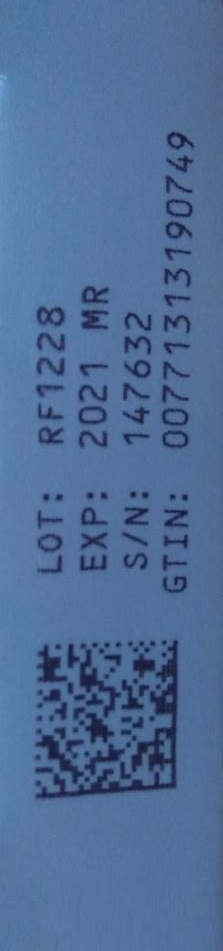 LOT: RF1228
EXP: 2021 MR
S/N: 147632
GTIN: 00771313190749